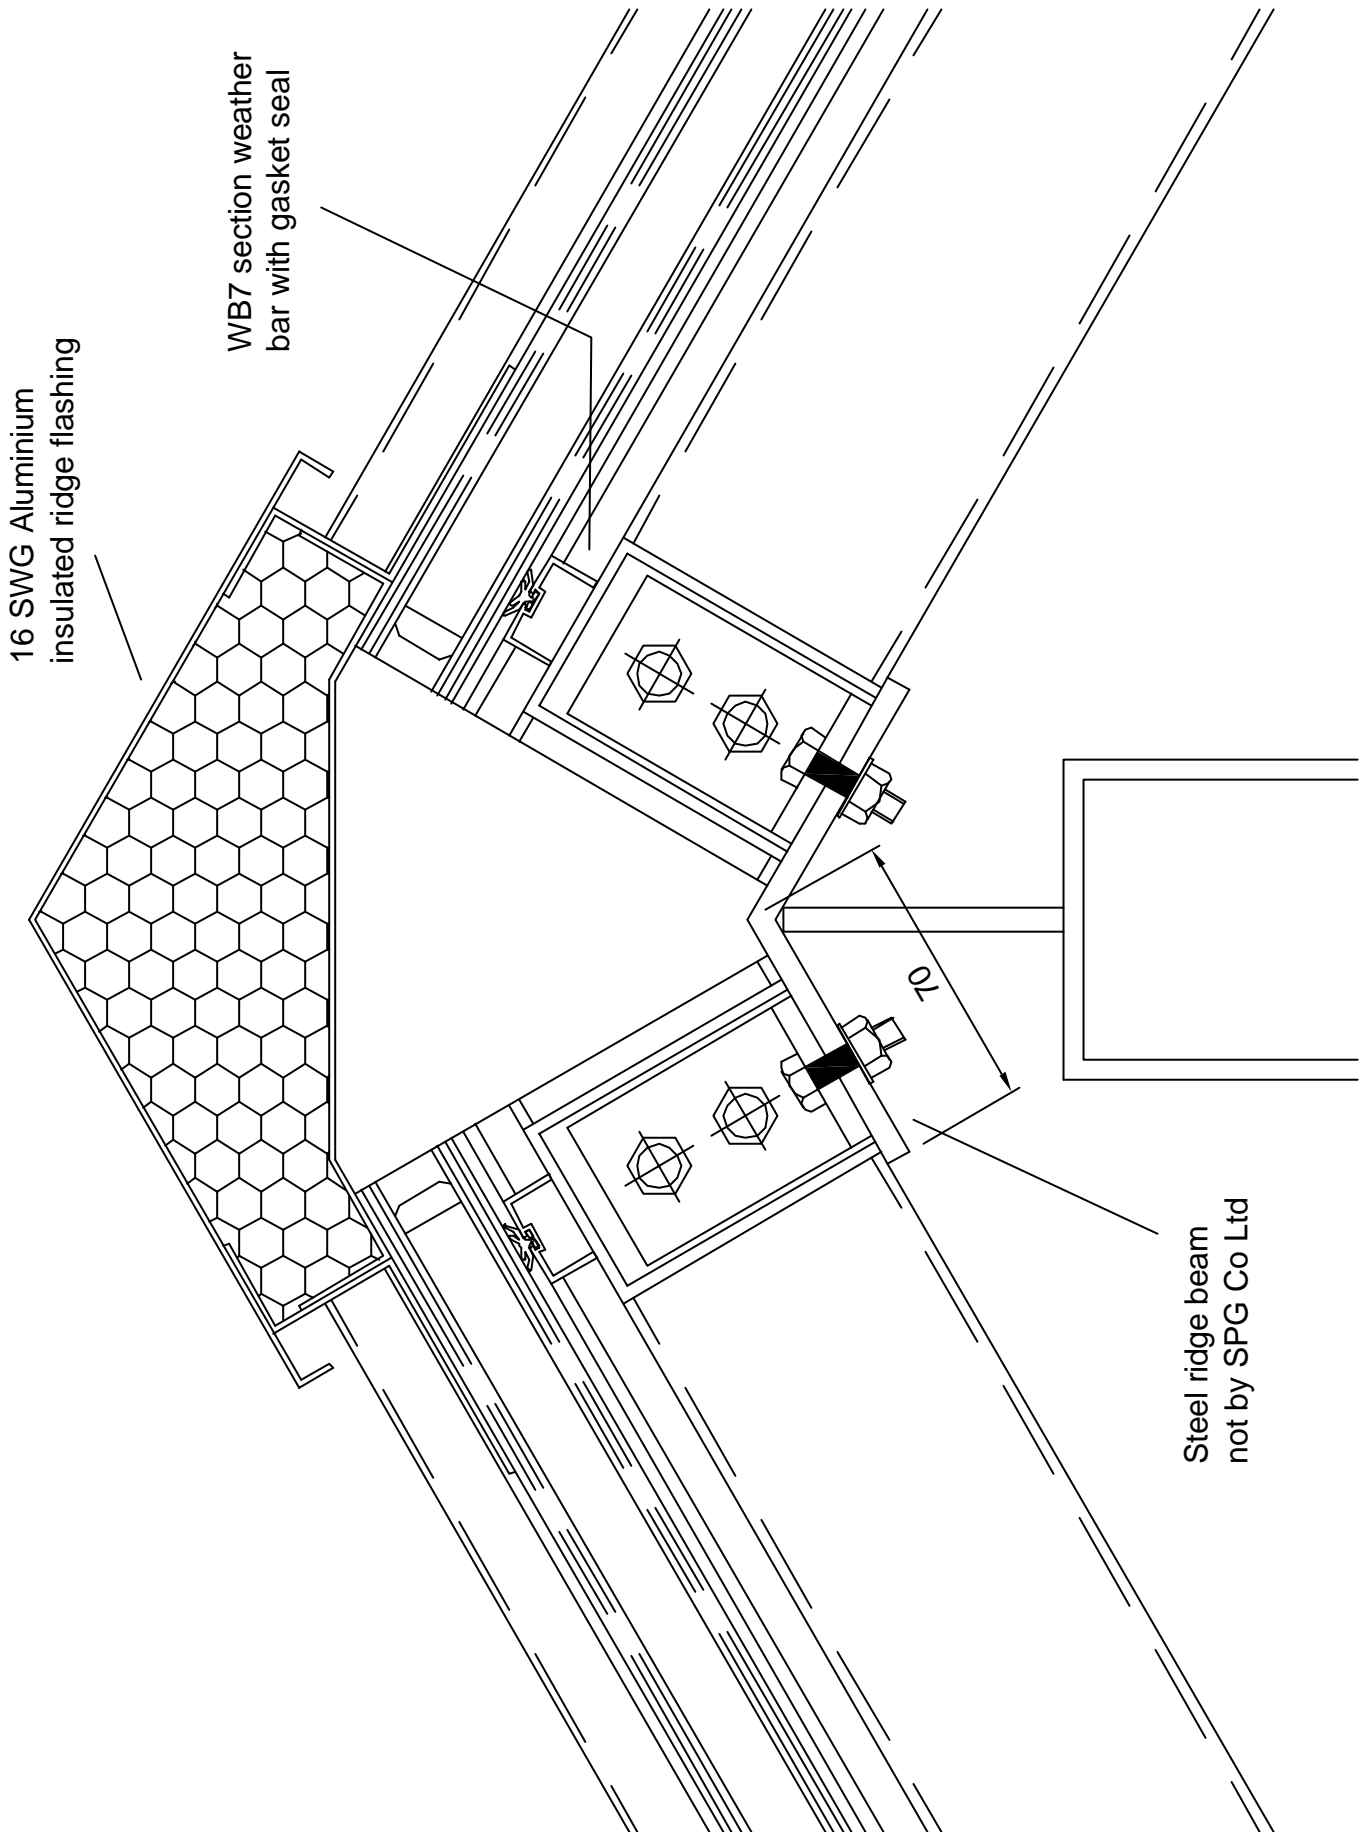 16 SWG Aluminium
insulated ridge flashing
WB7 section weather
bar with gasket seal
70
Steel ridge beam
not by SPG Co Ltd